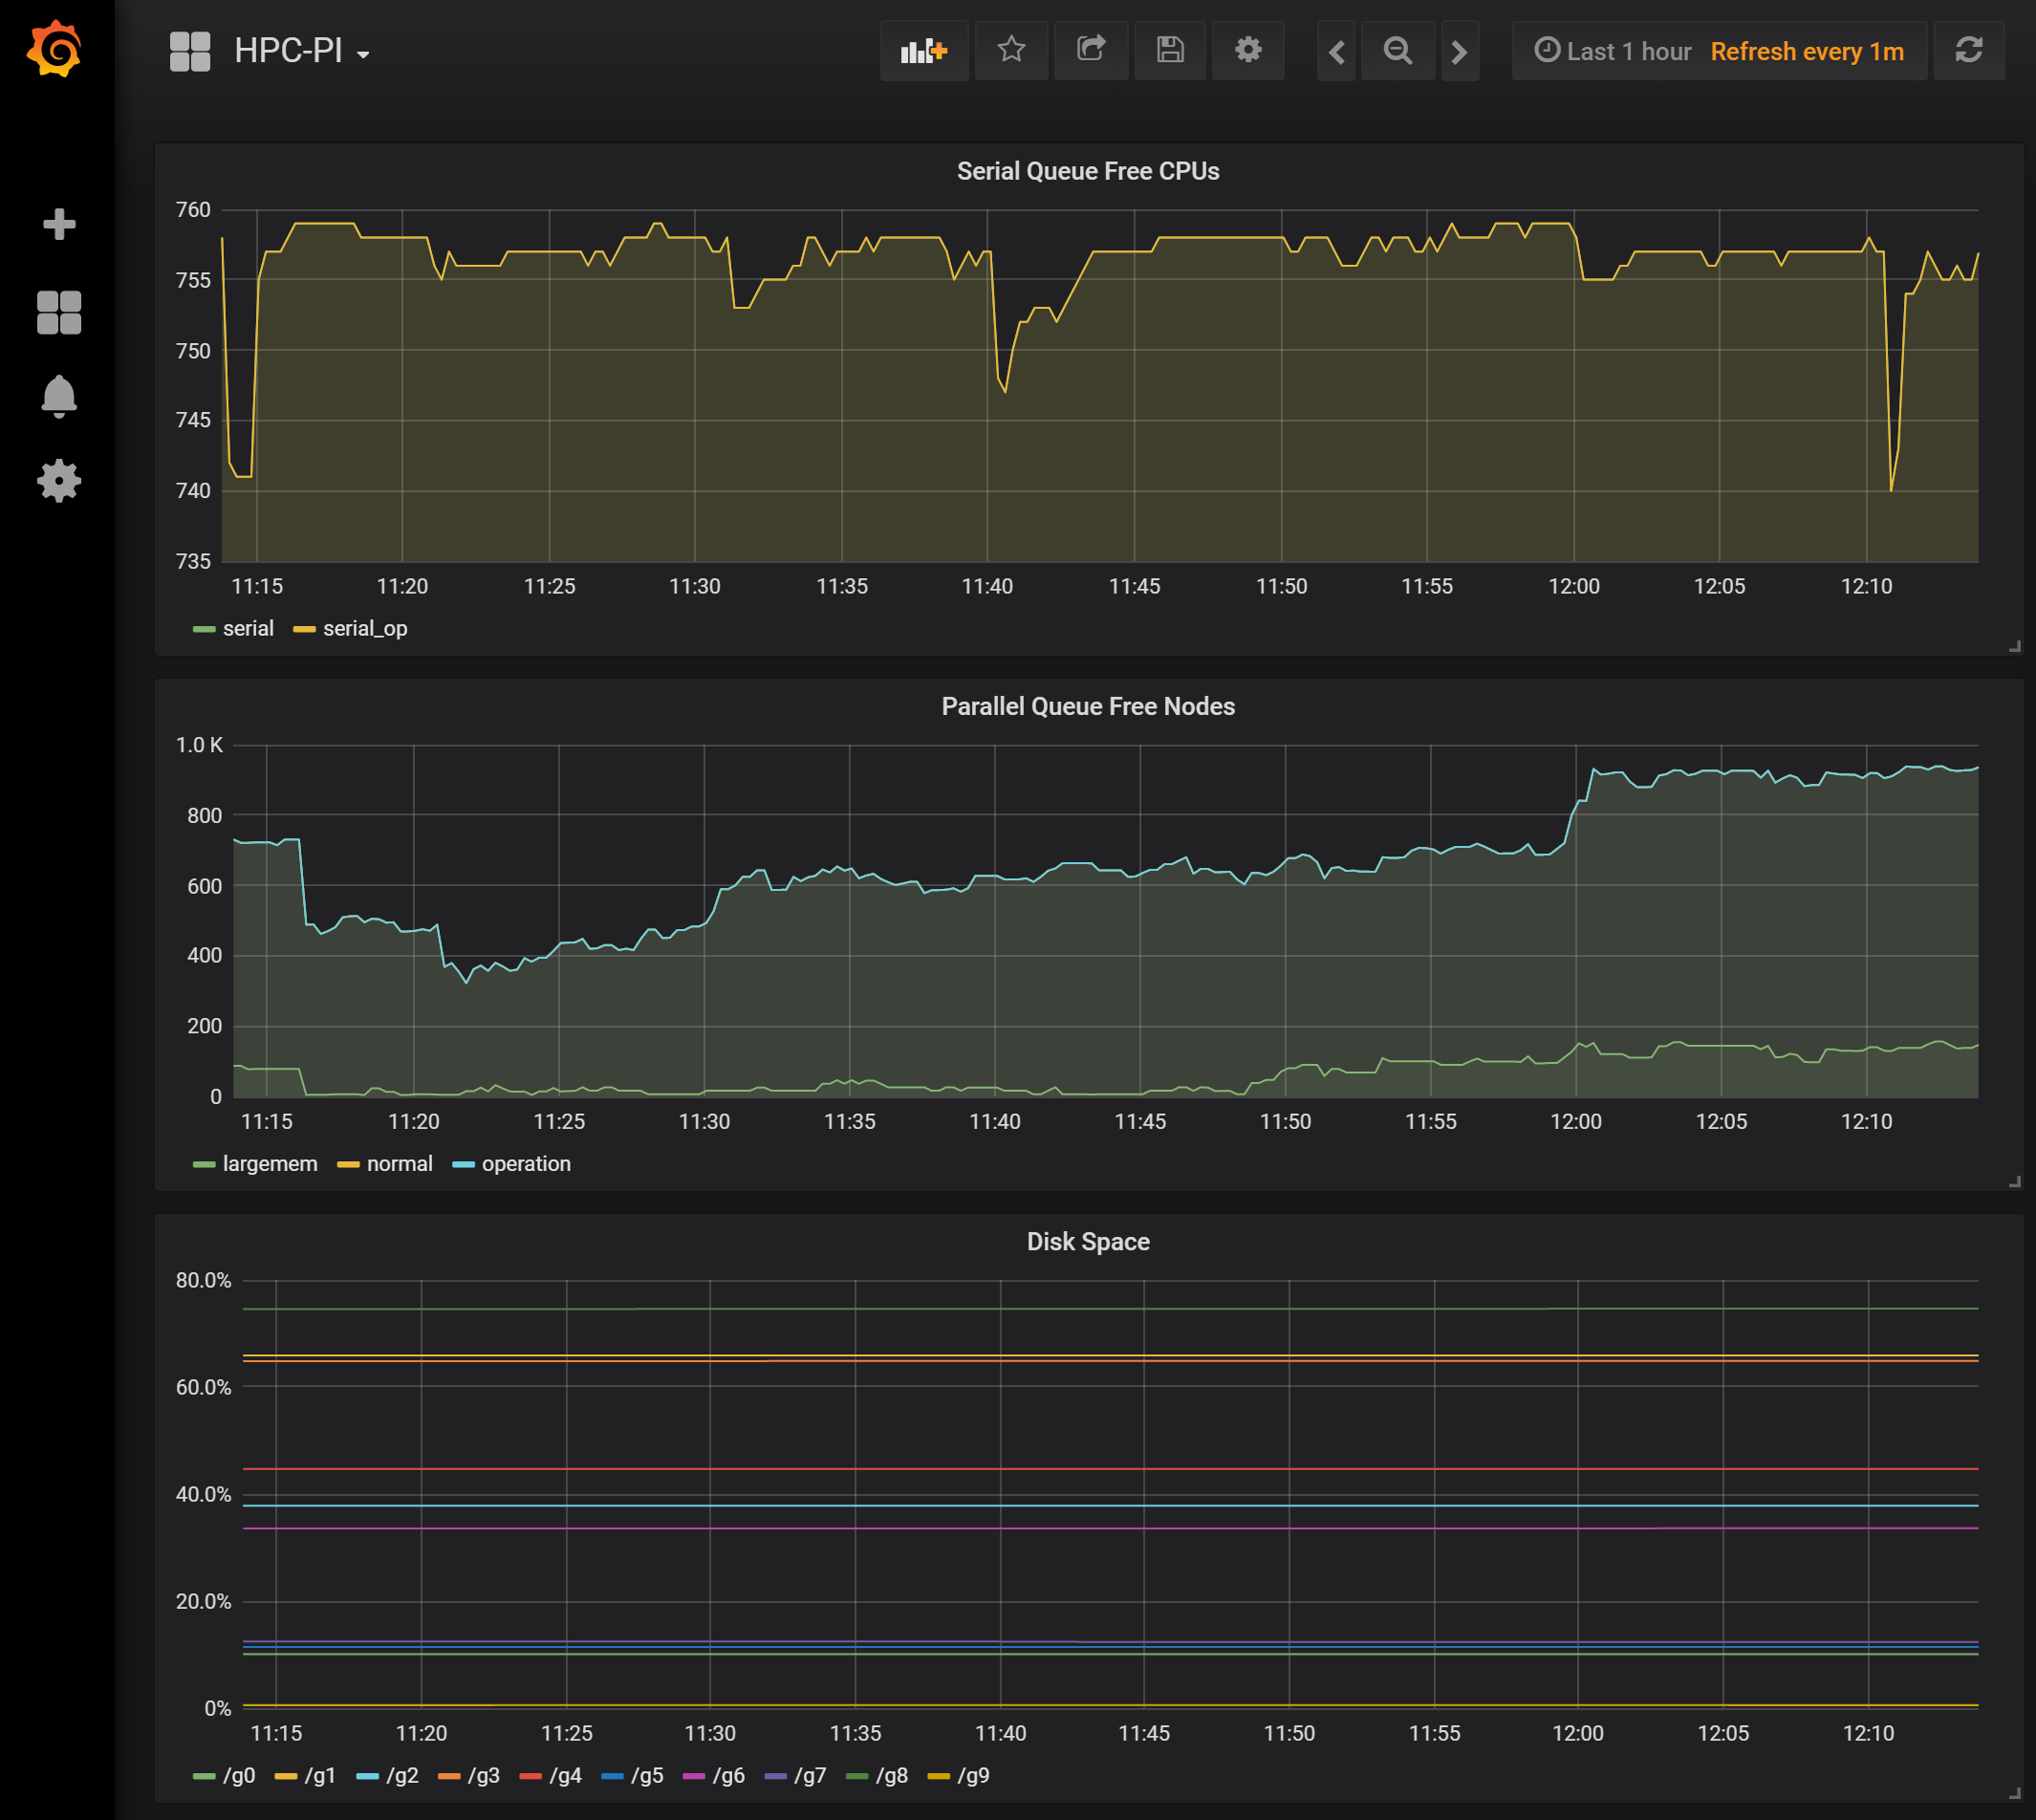 HPC-PI
Last 1 hour Refresh every 1m
Serial Queue Free CPUs
760
755
750
745
740
735
11:15 11:20 11:25 11:30 11:35 11:40 11:45 11:50 11:55 12:00 12:05 12:10
serial serial_op
Parallel Queue Free Nodes
1.0 K
800
600
400
200
0
11:15 11:20 11:25 11:30 11:35 11:40 11:45 11:50 11:55 12:00 12:05 12:10
largemem normal operation
Disk Space
80.0%
60.0%
40.0%
20.0%
0%
11:15 11:20 11:25 11:30 11:35 11:40 11:45 11:50 11:55 12:00 12:05 12:10
/g0 /g1 /g2 /g3 /g4 /g5 /g6 /g7 /g8 /g9